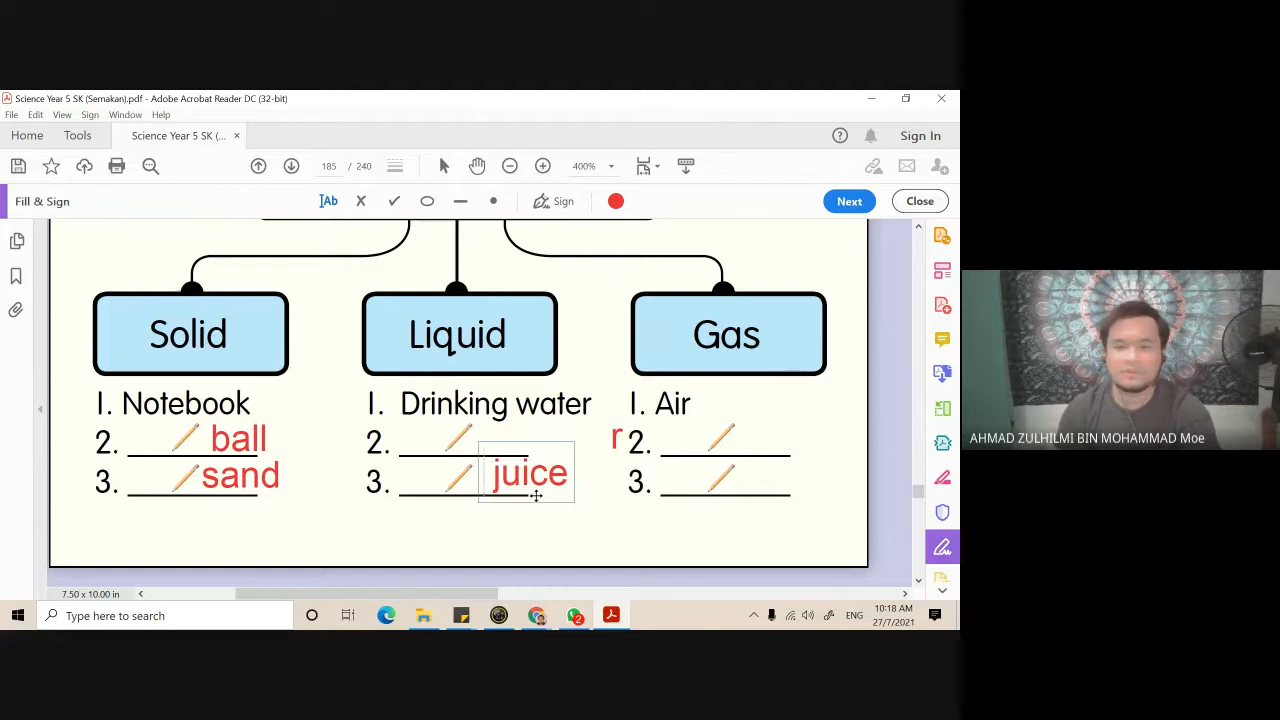 Science Year 5 SK (Semakan).pdf - Adobe Acrobat Reader DC (32-bit)
File Edit View Sign Window Help
Home Tools Science Year 5 SK (... × Sign In
185 / 240 400%
Fill & Sign Ab Sign Next Close
Solid Liquid Gas
1. Notebook 1. Drinking water 1. Air
2. ball 2. r 2.
3. sand 3. juice 3.
AHMAD ZULHILMI BIN MOHAMMAD Moe
7.50 x 10.00 in
Type here to search 2 ENG 10:18 AM
27/7/2021